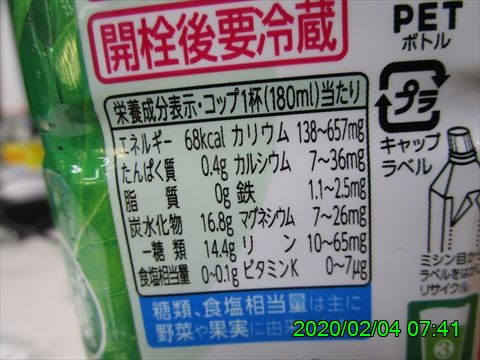 開栓後要冷蔵
PET
ボトル
プラ
キャップ
ラベル
栄養成分表示・コップ1杯(180ml)当たり
エネルギー 68kcal カリウム 138~657mg
たんぱく質 0.4g カルシウム 7~36mg
脂質 0g 鉄 1.1~2.5mg
炭水化物 16.8g マグネシウム 7~26mg
ー糖類 14.4g リン 10~65mg
食塩相当量 0~0.1g ビタミンK 0~7μg
糖類、食塩相当量は主に
野菜や果実に由
ミシン目から
ラベルをはが
リサイクル
2020/02/04 07:41